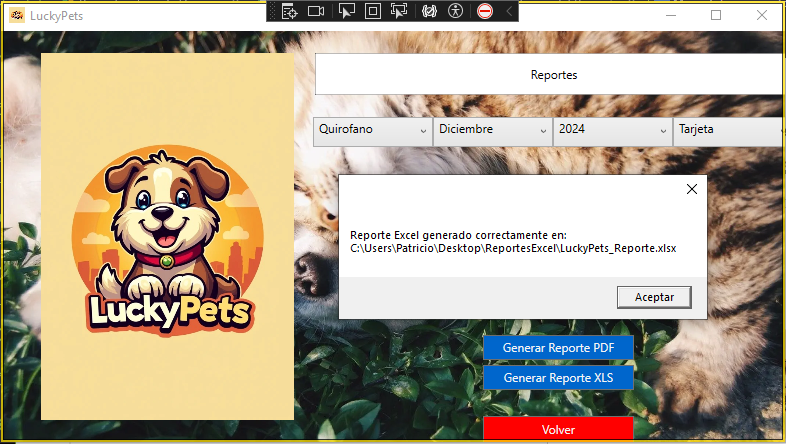 LuckyPets
Reportes
Quirofano
Diciembre
2024
Tarjeta
Reporte Excel generado correctamente en:
C:\Users\Patricio\Desktop\ReportesExcel\LuckyPets_Reporte.xlsx
Aceptar
LuckyPets
Generar Reporte PDF
Generar Reporte XLS
Volver